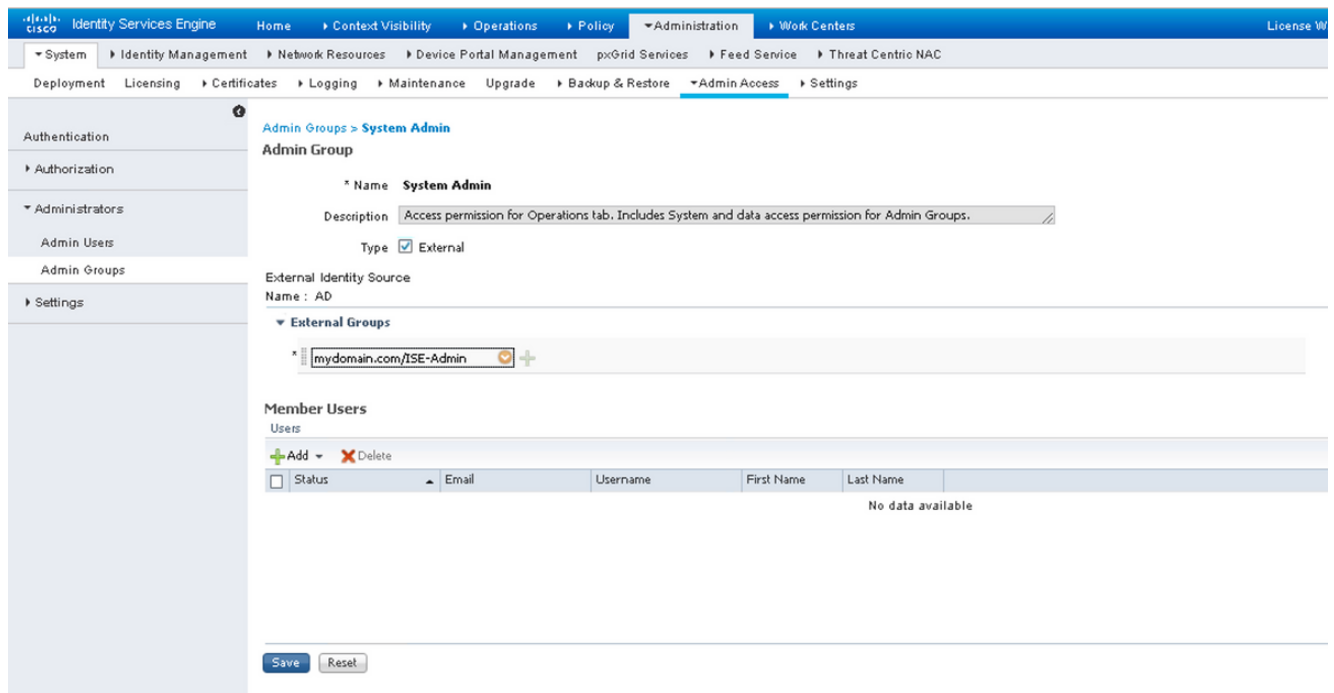 cisco Identity Services Engine Home Context Visibility Operations Policy Administration Work Centers License W
System Identity Management Network Resources Device Portal Management pxGrid Services Feed Service Threat Centric NAC
Deployment Licensing Certificates Logging Maintenance Upgrade Backup & Restore Admin Access Settings
Authentication
Authorization
Administrators
Admin Users
Admin Groups
Settings
Admin Groups > System Admin
Admin Group
* Name System Admin
Description Access permission for Operations tab. Includes System and data access permission for Admin Groups.
Type External
External Identity Source
Name : AD
External Groups
* mydomain.com/ISE-Admin
Member Users
Users
Add Delete
Status Email Username First Name Last Name
No data available
Save Reset